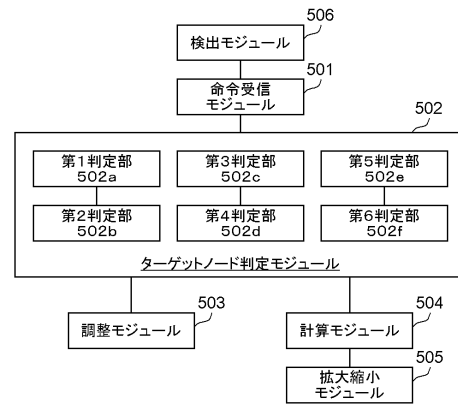 506
検出モジュール
501
命令受信
モジュール
502
第1判定部
502a
第3判定部
502c
第5判定部
502e
第2判定部
502b
第4判定部
502d
第6判定部
502f
ターゲットノード判定モジュール
503
調整モジュール
504
計算モジュール
505
拡大縮小
モジュール